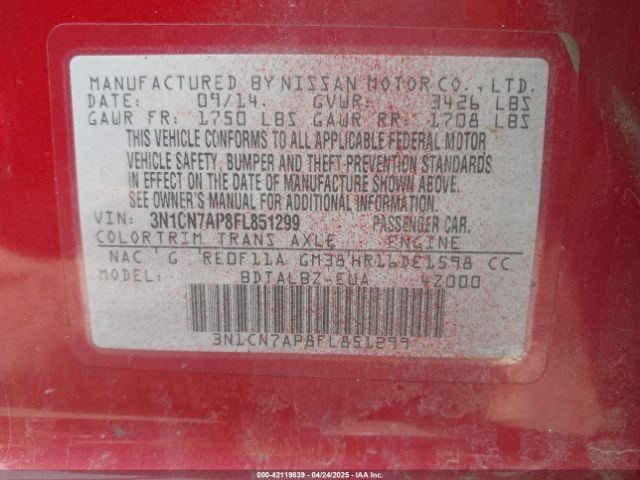 MANUFACTURED BY NISSAN MOTOR CO., LTD.
DATE: 09/14 GVWR: 3426 LBS
GAWR FR: 1750 LBS GAWR RR: 1708 LBS
THIS VEHICLE CONFORMS TO ALL APPLICABLE FEDERAL MOTOR
VEHICLE SAFETY, BUMPER AND THEFT PREVENTION STANDARDS
IN EFFECT ON THE DATE OF MANUFACTURE SHOWN ABOVE.
SEE OWNER'S MANUAL FOR ADDITIONAL INFORMATION.
VIN: 3N1CN7AP8FL851299 PASSENGER CAR.
COLOR TRIM TRANS AXLE ENGINE
NAC G RE0F11A GM38 HR16DE1598 CC
MODEL: BDTALBZ-EUA 42000
3N1CN7AP8FL851299
000-42119839 - 04/24/2025 - IAA Inc.